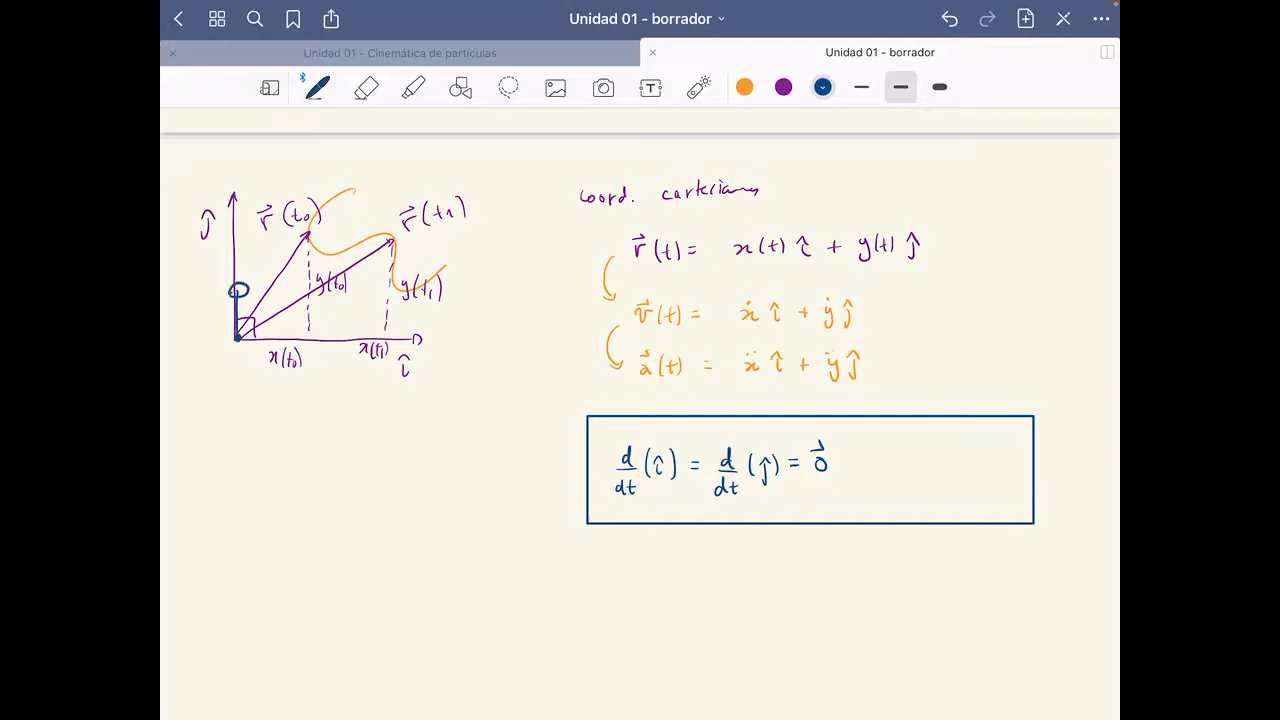 Unidad 01 - borrador
Unidad 01 - Cinemática de partículas
Unidad 01 - borrador
T
ĵ
r⃗(t₀)
r⃗(t₁)
y(t₀)
y(t₁)
x(t₀)
x(t₁)
î
coord. cartesianas
r⃗(t) = x(t) î + y(t) ĵ
v⃗(t) = ẋ î + ẏ ĵ
a⃗(t) = ẍ î + ÿ ĵ
d/dt (î) = d/dt (ĵ) = 0⃗